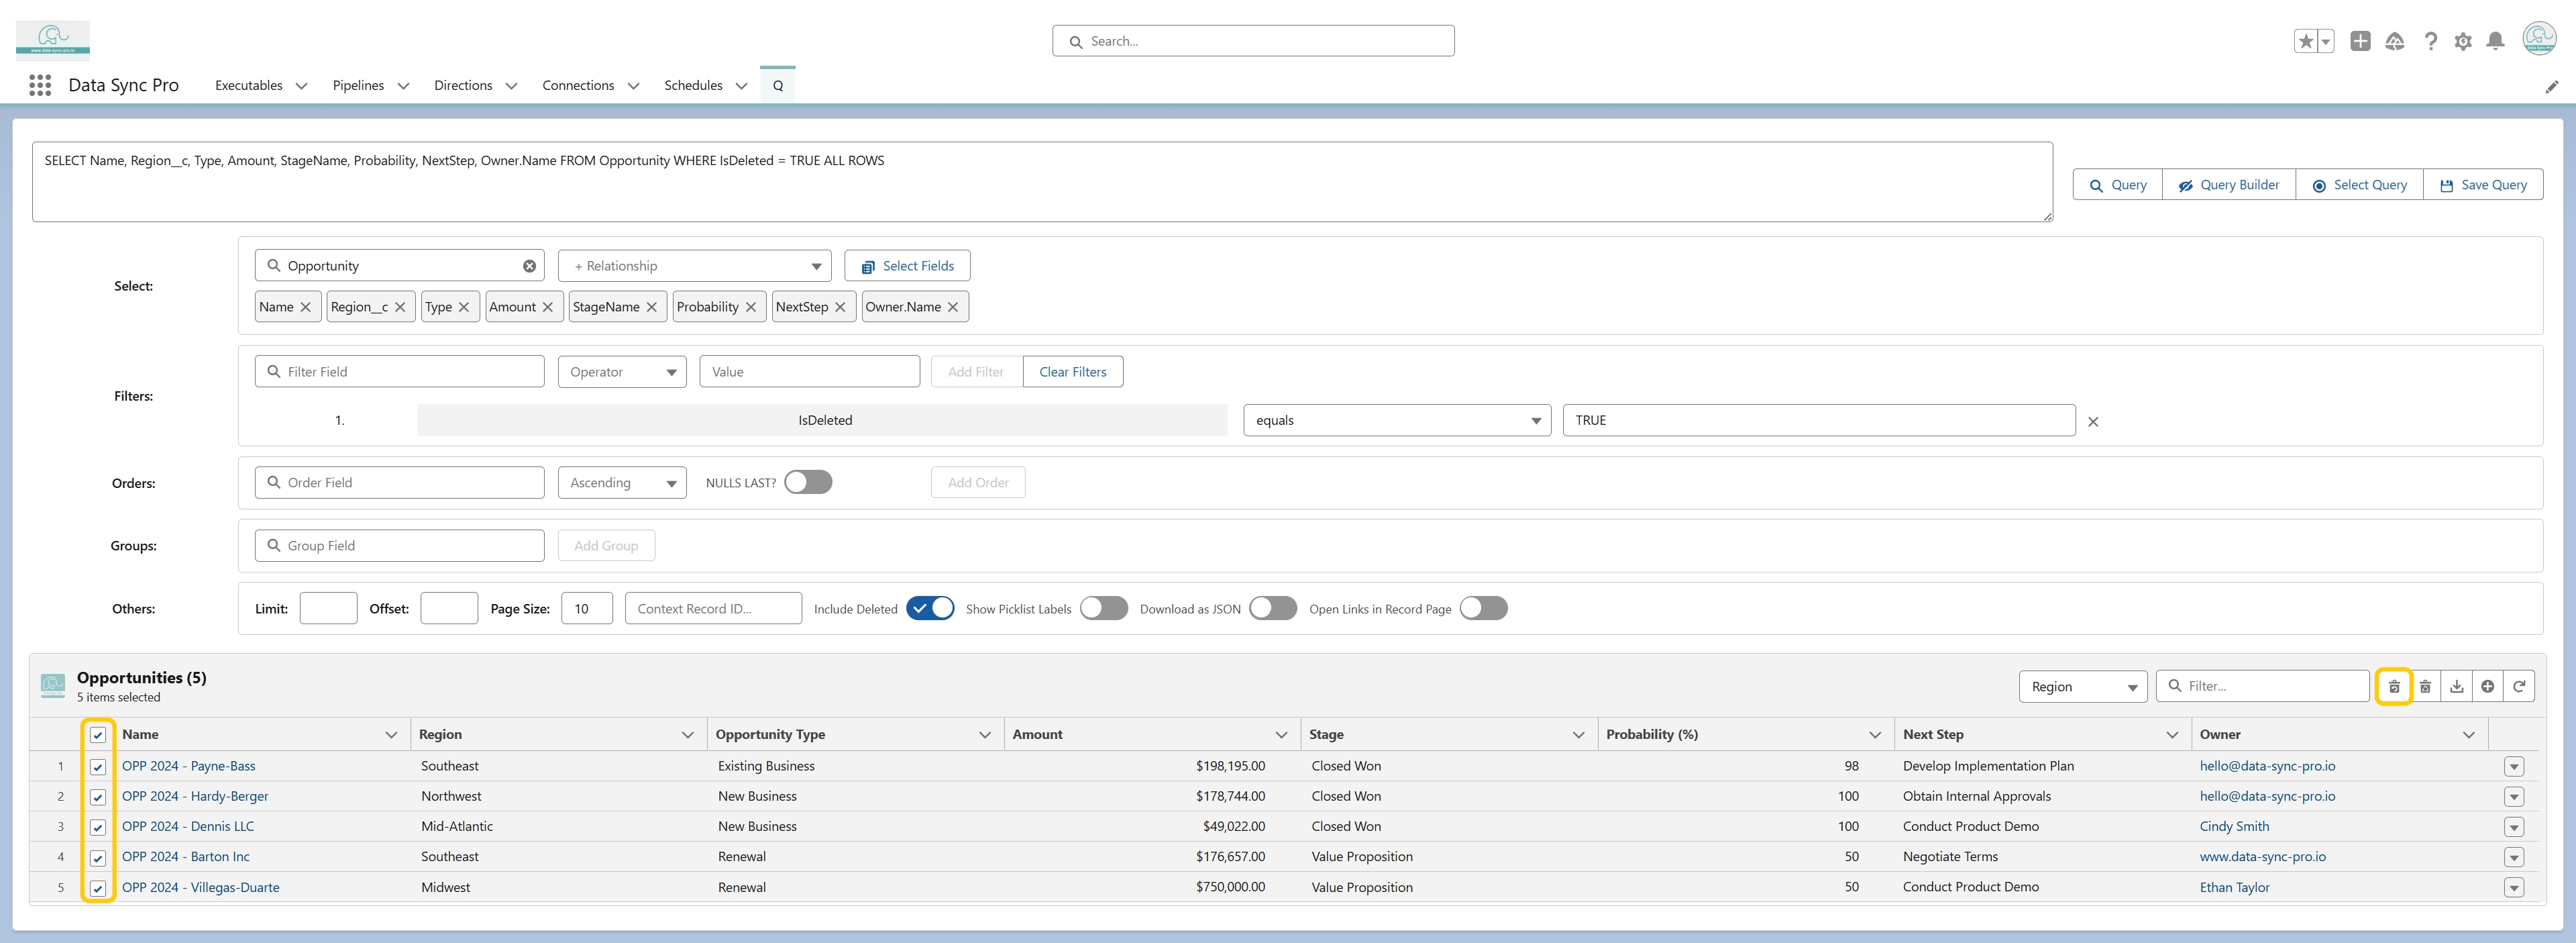 www.data-sync-pro.io
Search...
Data Sync Pro Executables Pipelines Directions Connections Schedules Q
SELECT Name, Region__c, Type, Amount, StageName, Probability, NextStep, Owner.Name FROM Opportunity WHERE IsDeleted = TRUE ALL ROWS
Query Query Builder Select Query Save Query
Select: Opportunity + Relationship Select Fields
Name Region__c Type Amount StageName Probability NextStep Owner.Name
Filters: Filter Field Operator Value Add Filter Clear Filters
1. IsDeleted equals TRUE
Orders: Order Field Ascending NULLS LAST? Add Order
Groups: Group Field Add Group
Others: Limit: Offset: Page Size: 10 Context Record ID... Include Deleted Show Picklist Labels Download as JSON Open Links in Record Page
Opportunities (5)
5 items selected
Region Filter...
Name Region Opportunity Type Amount Stage Probability (%) Next Step Owner
1 OPP 2024 - Payne-Bass Southeast Existing Business $198,195.00 Closed Won 98 Develop Implementation Plan hello@data-sync-pro.io
2 OPP 2024 - Hardy-Berger Northwest New Business $178,744.00 Closed Won 100 Obtain Internal Approvals hello@data-sync-pro.io
3 OPP 2024 - Dennis LLC Mid-Atlantic New Business $49,022.00 Closed Won 100 Conduct Product Demo Cindy Smith
4 OPP 2024 - Barton Inc Southeast Renewal $176,657.00 Value Proposition 50 Negotiate Terms www.data-sync-pro.io
5 OPP 2024 - Villegas-Duarte Midwest Renewal $750,000.00 Value Proposition 50 Conduct Product Demo Ethan Taylor